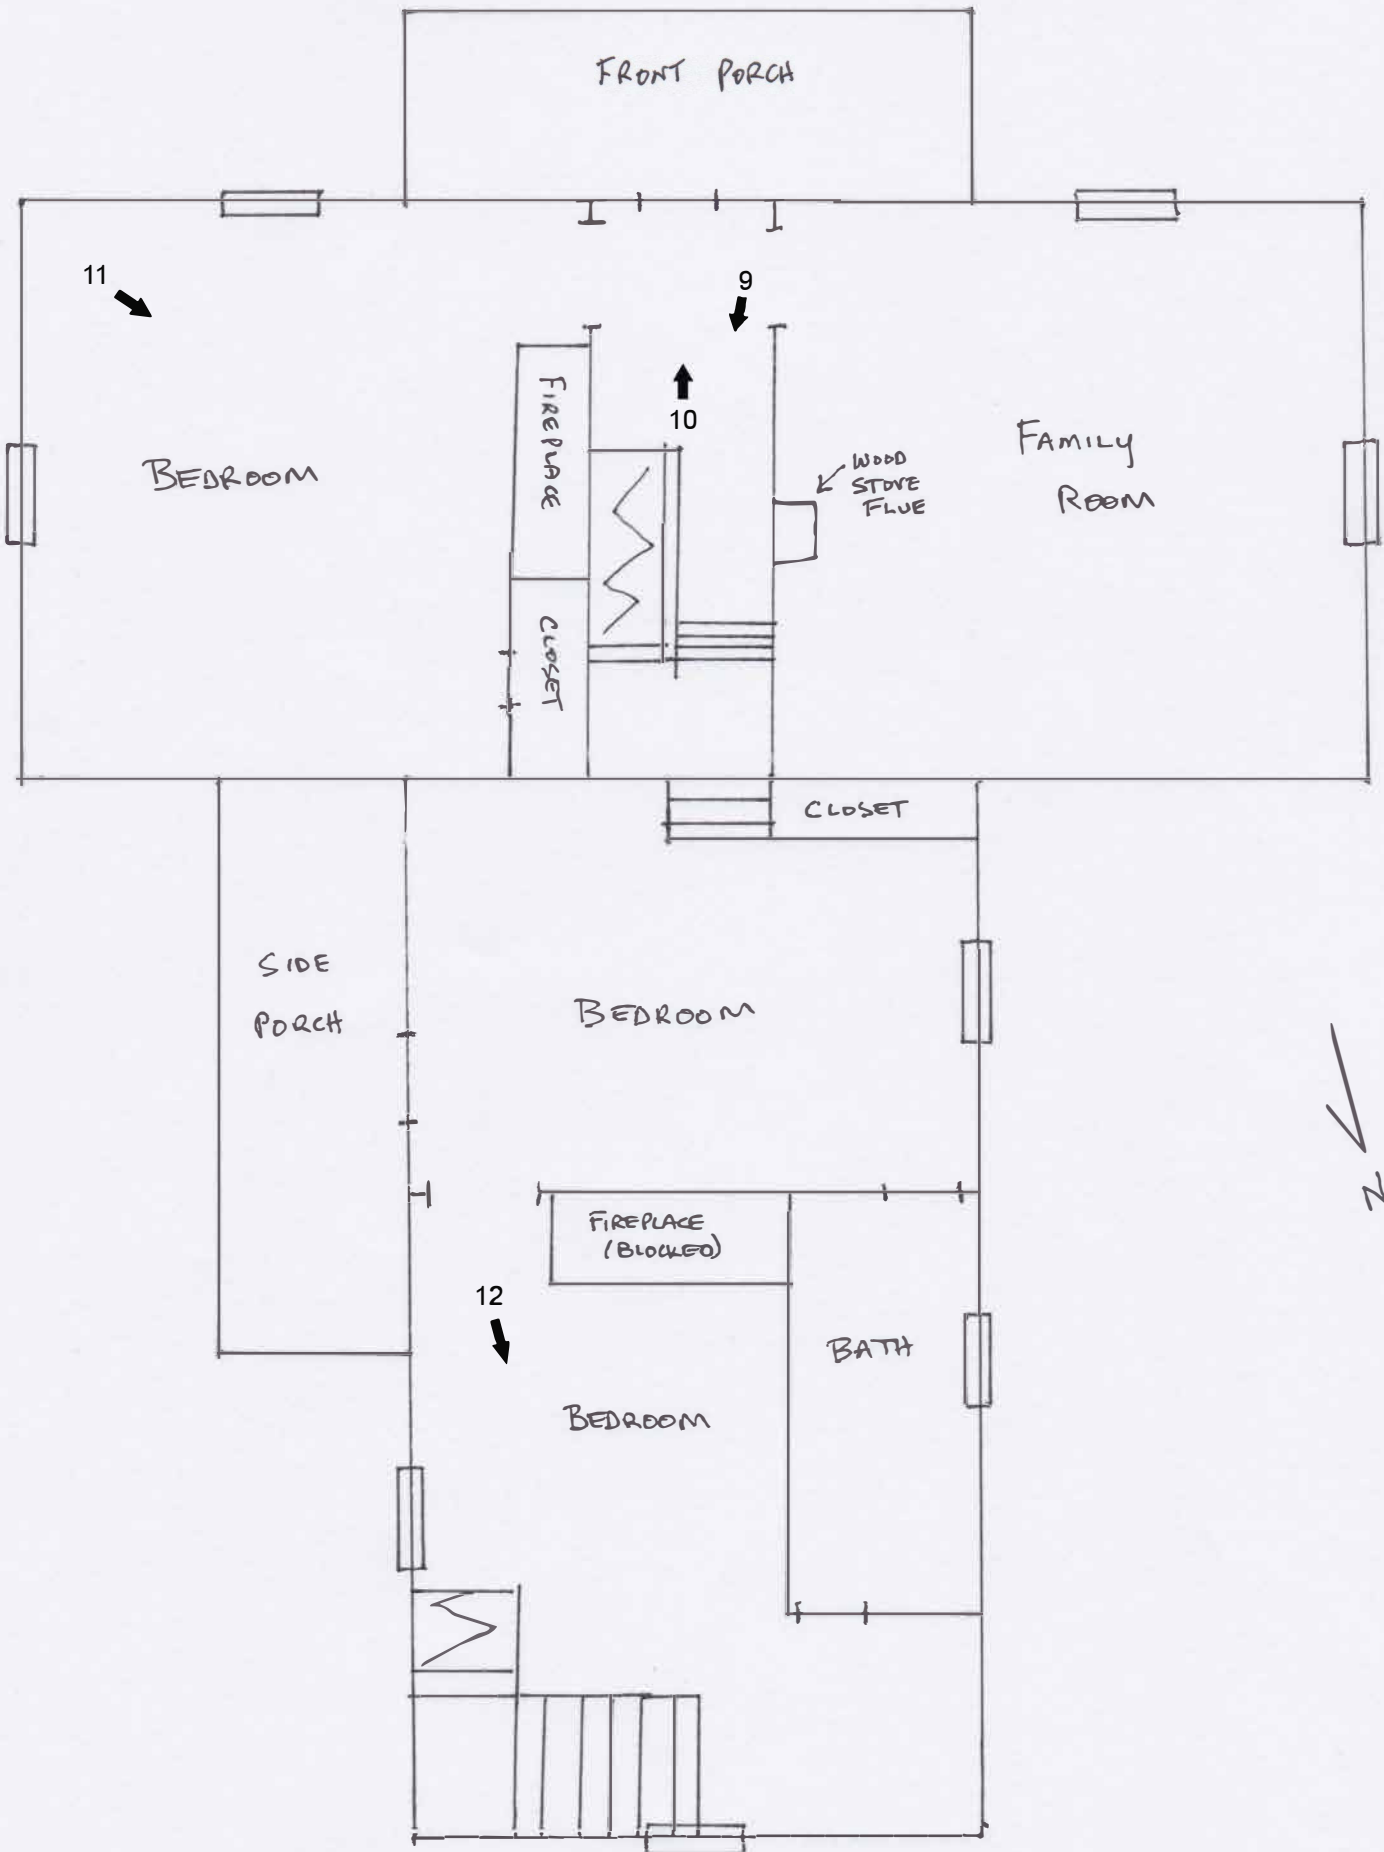 FRONT PORCH
11
9
10
FIREPLACE
BEDROOM
WOOD
STOVE
FLUE
FAMILY
ROOM
CLOSET
CLOSET
SIDE
PORCH
BEDROOM
N
FIREPLACE
(BLOCKED)
12
BATH
BEDROOM